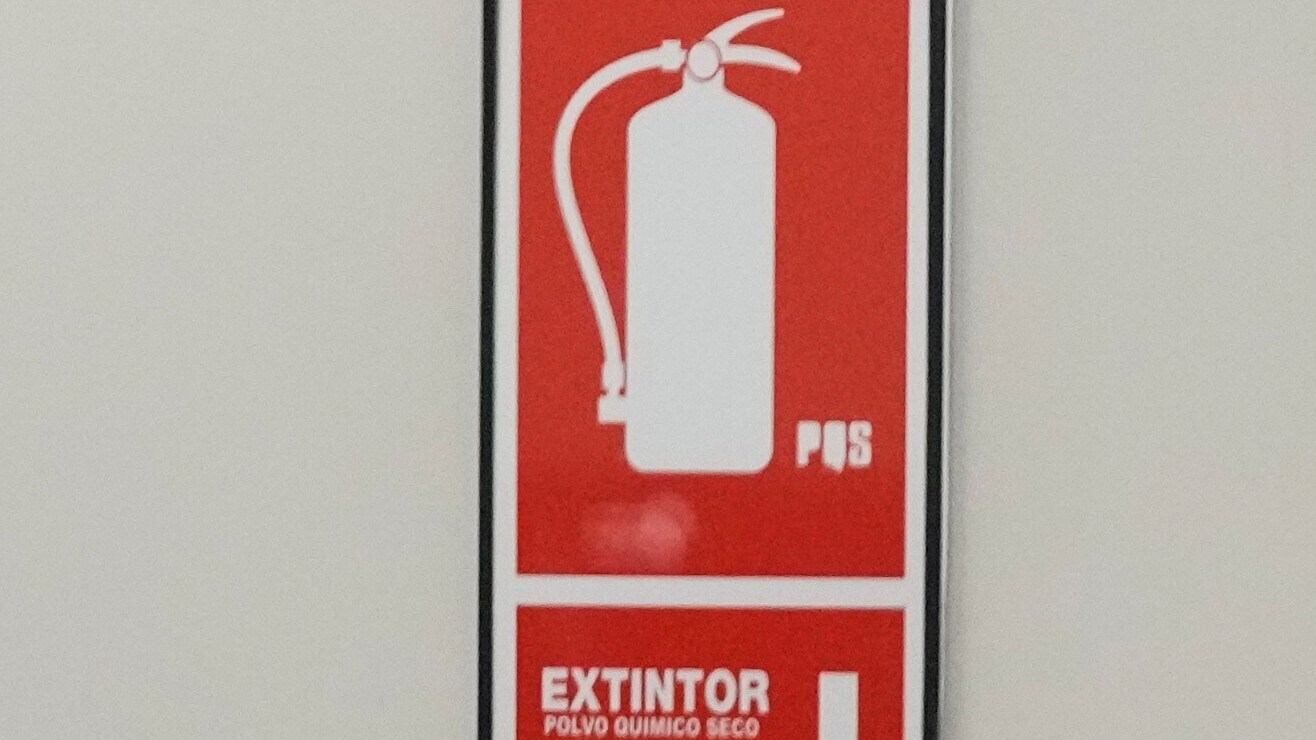 PQS
EXTINTOR
POLVO QUIMICO SECO